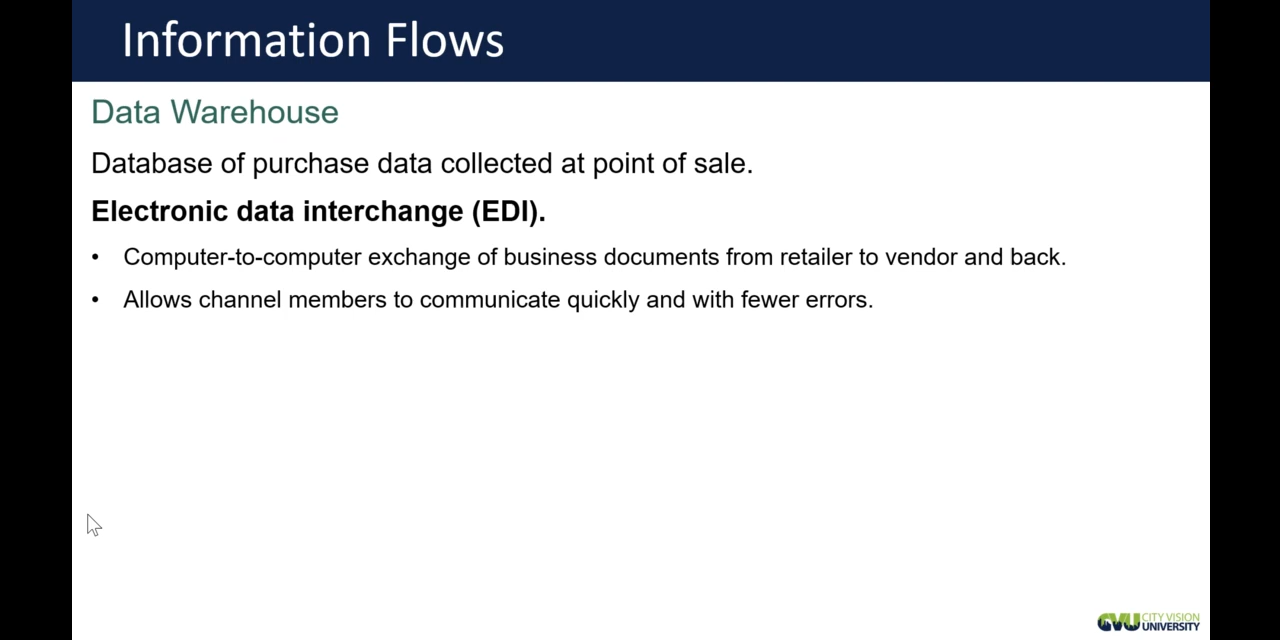 Information Flows
Data Warehouse
Database of purchase data collected at point of sale.
Electronic data interchange (EDI).
• Computer-to-computer exchange of business documents from retailer to vendor and back.
• Allows channel members to communicate quickly and with fewer errors.
CVU CITY VISION
UNIVERSITY